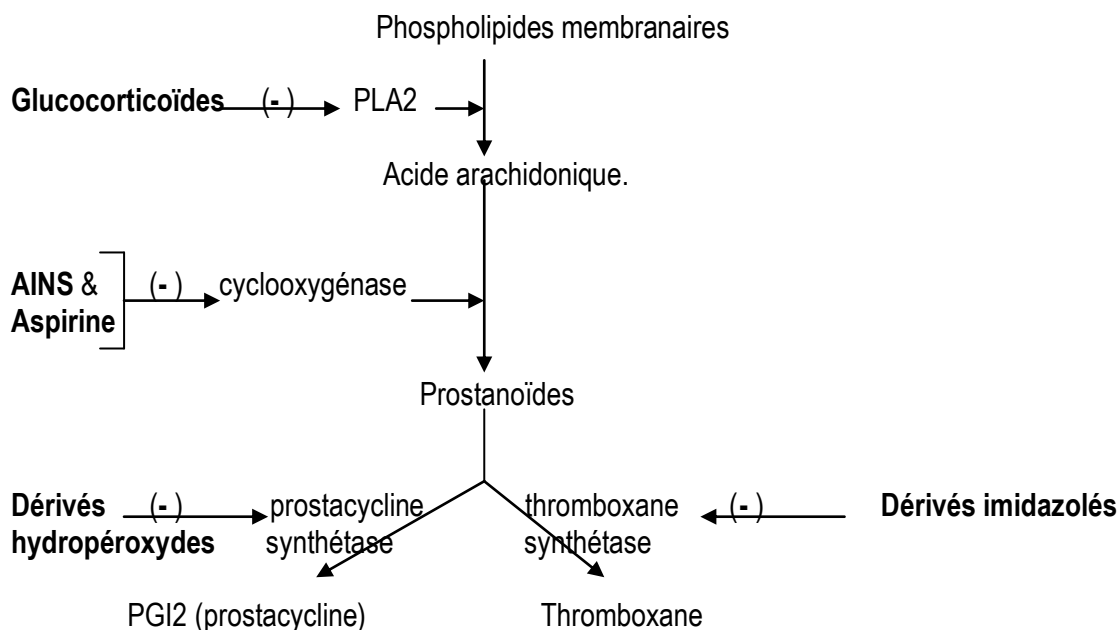 Phospholipides membranaires
Glucocorticoïdes (-) PLA2
Acide arachidonique.
AINS & (-) cyclooxygénase
Aspirine
Prostanoïdes
Dérivés (-) prostacycline thromboxane (-) Dérivés imidazolés
hydropéroxydes synthétase synthétase
PGI2 (prostacycline) Thromboxane